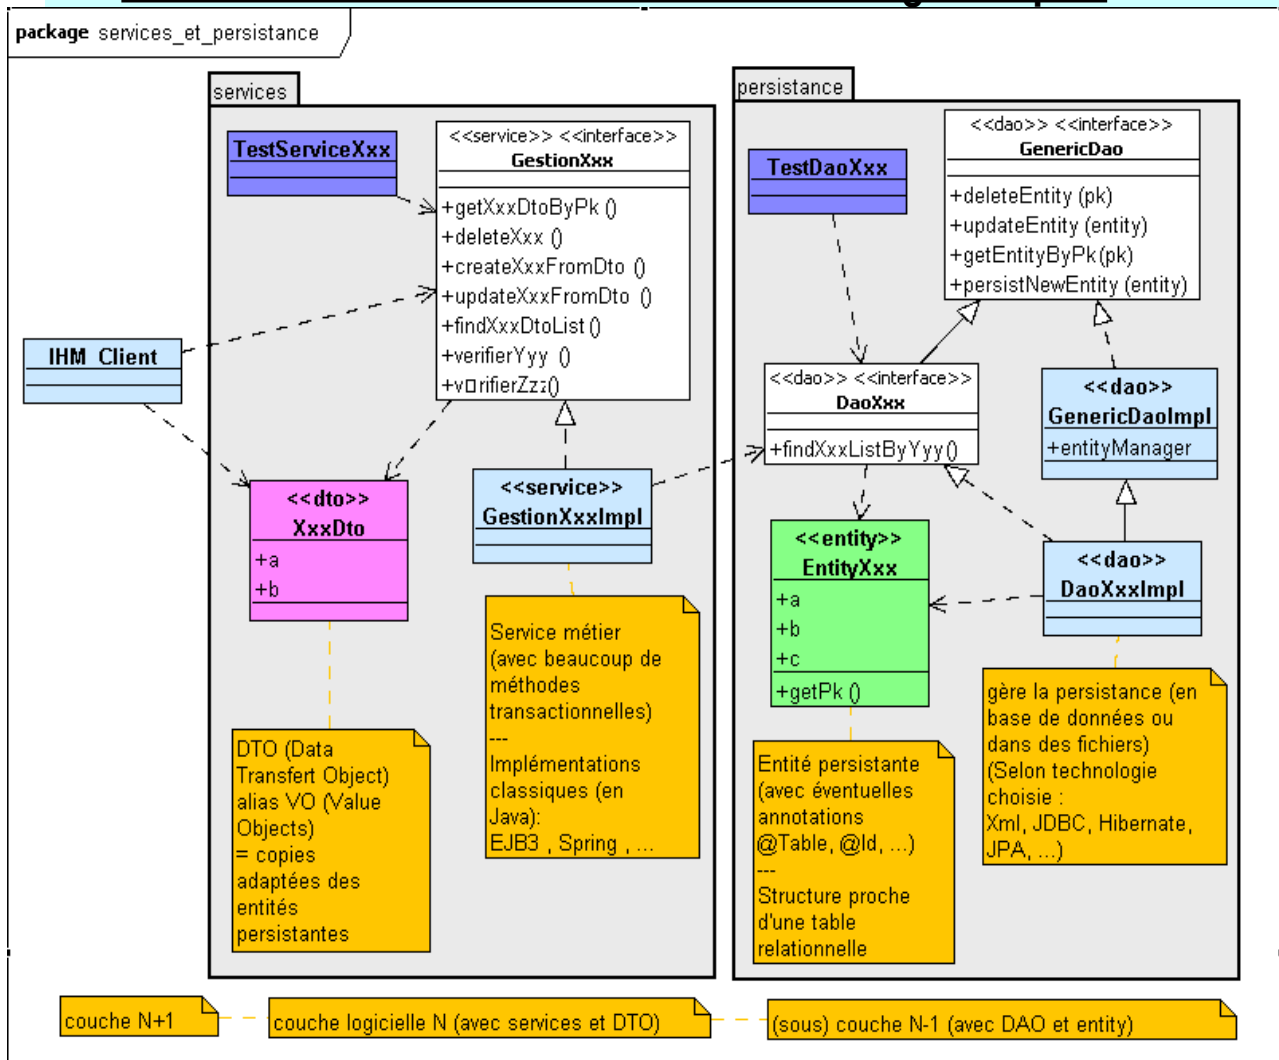 package services_et_persistance
services
TestServiceXxx
<<service>> <<interface>>
GestionXxx
+getXxxDtoByPk ()
+deleteXxx ()
+createXxxFromDto ()
+updateXxxFromDto ()
+findXxxDtoList()
+verifierYyy ()
+v□rifierZzz()
IHM_Client
<<dto>>
XxxDto
+a
+b
<<service>>
GestionXxxImpl
Service métier
(avec beaucoup de
méthodes
transactionnelles)
---
Implémentations
classiques (en
Java):
EJB3 , Spring , ...
DTO (Data
Transfert Object)
alias VO (Value
Objects)
= copies
adaptées des
entités
persistantes
persistance
TestDaoXxx
<<dao>> <<interface>>
GenericDao
+deleteEntity (pk)
+updateEntity (entity)
+getEntityByPk(pk)
+persistNewEntity (entity)
<<dao>> <<interface>>
DaoXxx
+findXxxListByYyy()
<<dao>>
GenericDaoImpl
+entityManager
<<entity>>
EntityXxx
+a
+b
+c
+getPk ()
<<dao>>
DaoXxxImpl
Entité persistante
(avec éventuelles
annotations
@Table, @Id, ...)
---
Structure proche
d'une table
relationnelle
gère la persistance (en
base de données ou
dans des fichiers)
(Selon technologie
choisie :
Xml, JDBC, Hibernate,
JPA, ...)
couche N+1
couche logicielle N (avec services et DTO)
(sous) couche N-1 (avec DAO et entity)